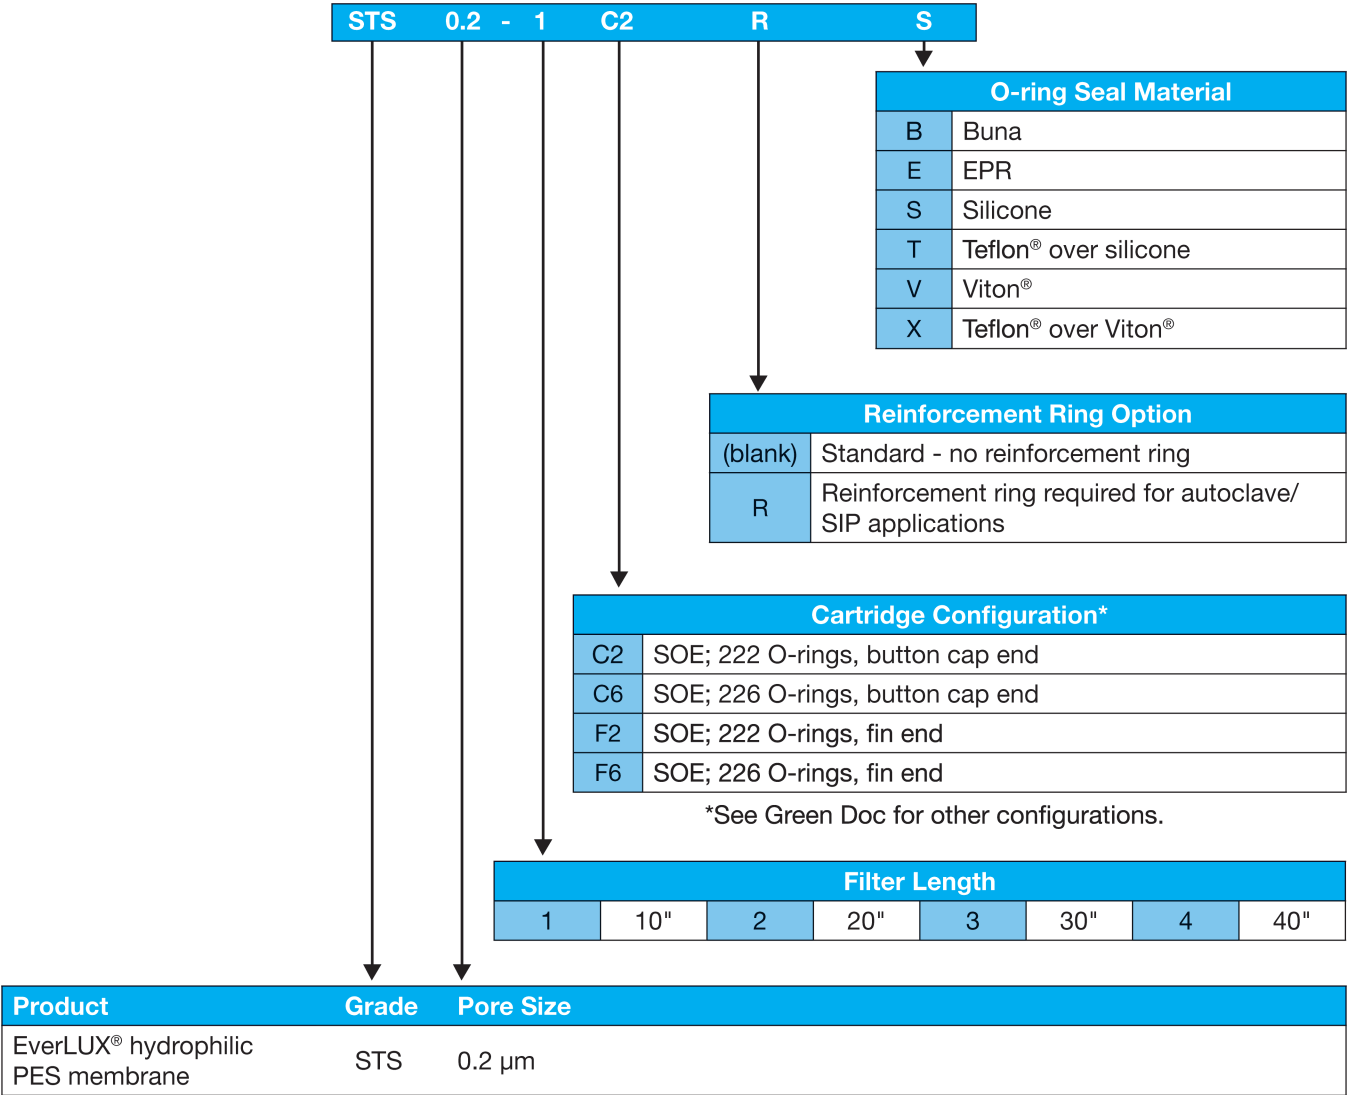 STS 0.2 - 1 C2 R S
O-ring Seal Material
B Buna
E EPR
S Silicone
T Teflon® over silicone
V Viton®
X Teflon® over Viton®
Reinforcement Ring Option
(blank) Standard - no reinforcement ring
R Reinforcement ring required for autoclave/
SIP applications
Cartridge Configuration*
C2 SOE; 222 O-rings, button cap end
C6 SOE; 226 O-rings, button cap end
F2 SOE; 222 O-rings, fin end
F6 SOE; 226 O-rings, fin end
*See Green Doc for other configurations.
Filter Length
1 10" 2 20" 3 30" 4 40"
Product Grade Pore Size
EverLUX® hydrophilic
PES membrane STS 0.2 µm